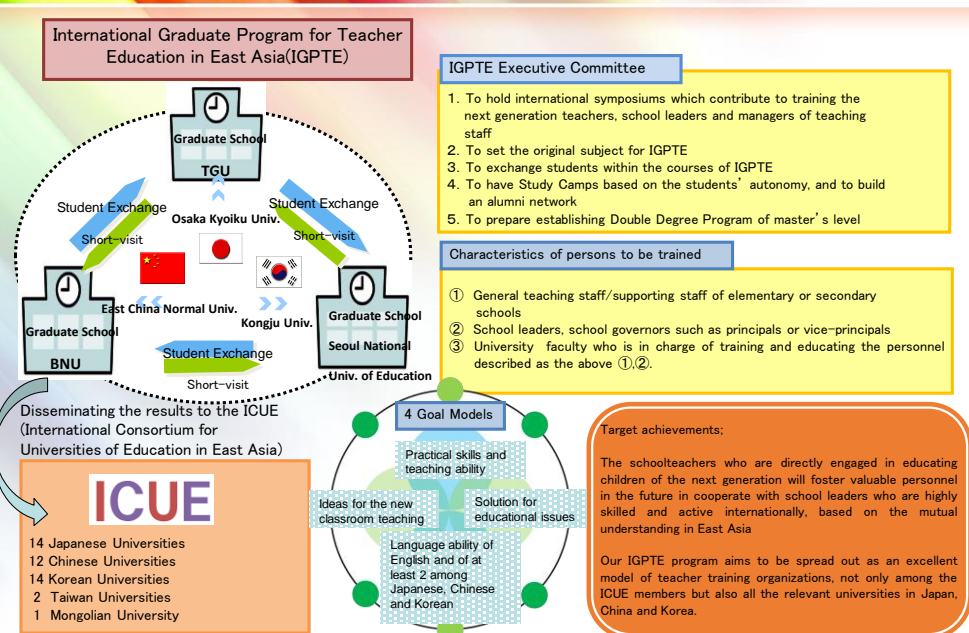 International Graduate Program for Teacher
Education in East Asia(IGPTE)
Graduate School
TGU
Student Exchange
Short-visit
Osaka Kyoiku Univ.
Student Exchange
Short-visit
East China Normal Univ.
Kongju Univ.
Graduate School
BNU
Graduate School
Seoul National
Univ. of Education
Student Exchange
Short-visit
IGPTE Executive Committee
1. To hold international symposiums which contribute to training the
next generation teachers, school leaders and managers of teaching
staff
2. To set the original subject for IGPTE
3. To exchange students within the courses of IGPTE
4. To have Study Camps based on the students’ autonomy, and to build
an alumni network
5. To prepare establishing Double Degree Program of master’s level
Characteristics of persons to be trained
① General teaching staff/supporting staff of elementary or secondary
schools
② School leaders, school governors such as principals or vice-principals
③ University faculty who is in charge of training and educating the personnel
described as the above ①,②.
Disseminating the results to the ICUE
(International Consortium for
Universities of Education in East Asia)
ICUE
14 Japanese Universities
12 Chinese Universities
14 Korean Universities
2 Taiwan Universities
1 Mongolian University
4 Goal Models
Practical skills and
teaching ability
Ideas for the new
classroom teaching
Solution for
educational issues
Language ability of
English and of at
least 2 among
Japanese, Chinese
and Korean
Target achievements;
The schoolteachers who are directly engaged in educating
children of the next generation will foster valuable personnel
in the future in cooperate with school leaders who are highly
skilled and active internationally, based on the mutual
understanding in East Asia
Our IGPTE program aims to be spread out as an excellent
model of teacher training organizations, not only among the
ICUE members but also all the relevant universities in Japan,
China and Korea.